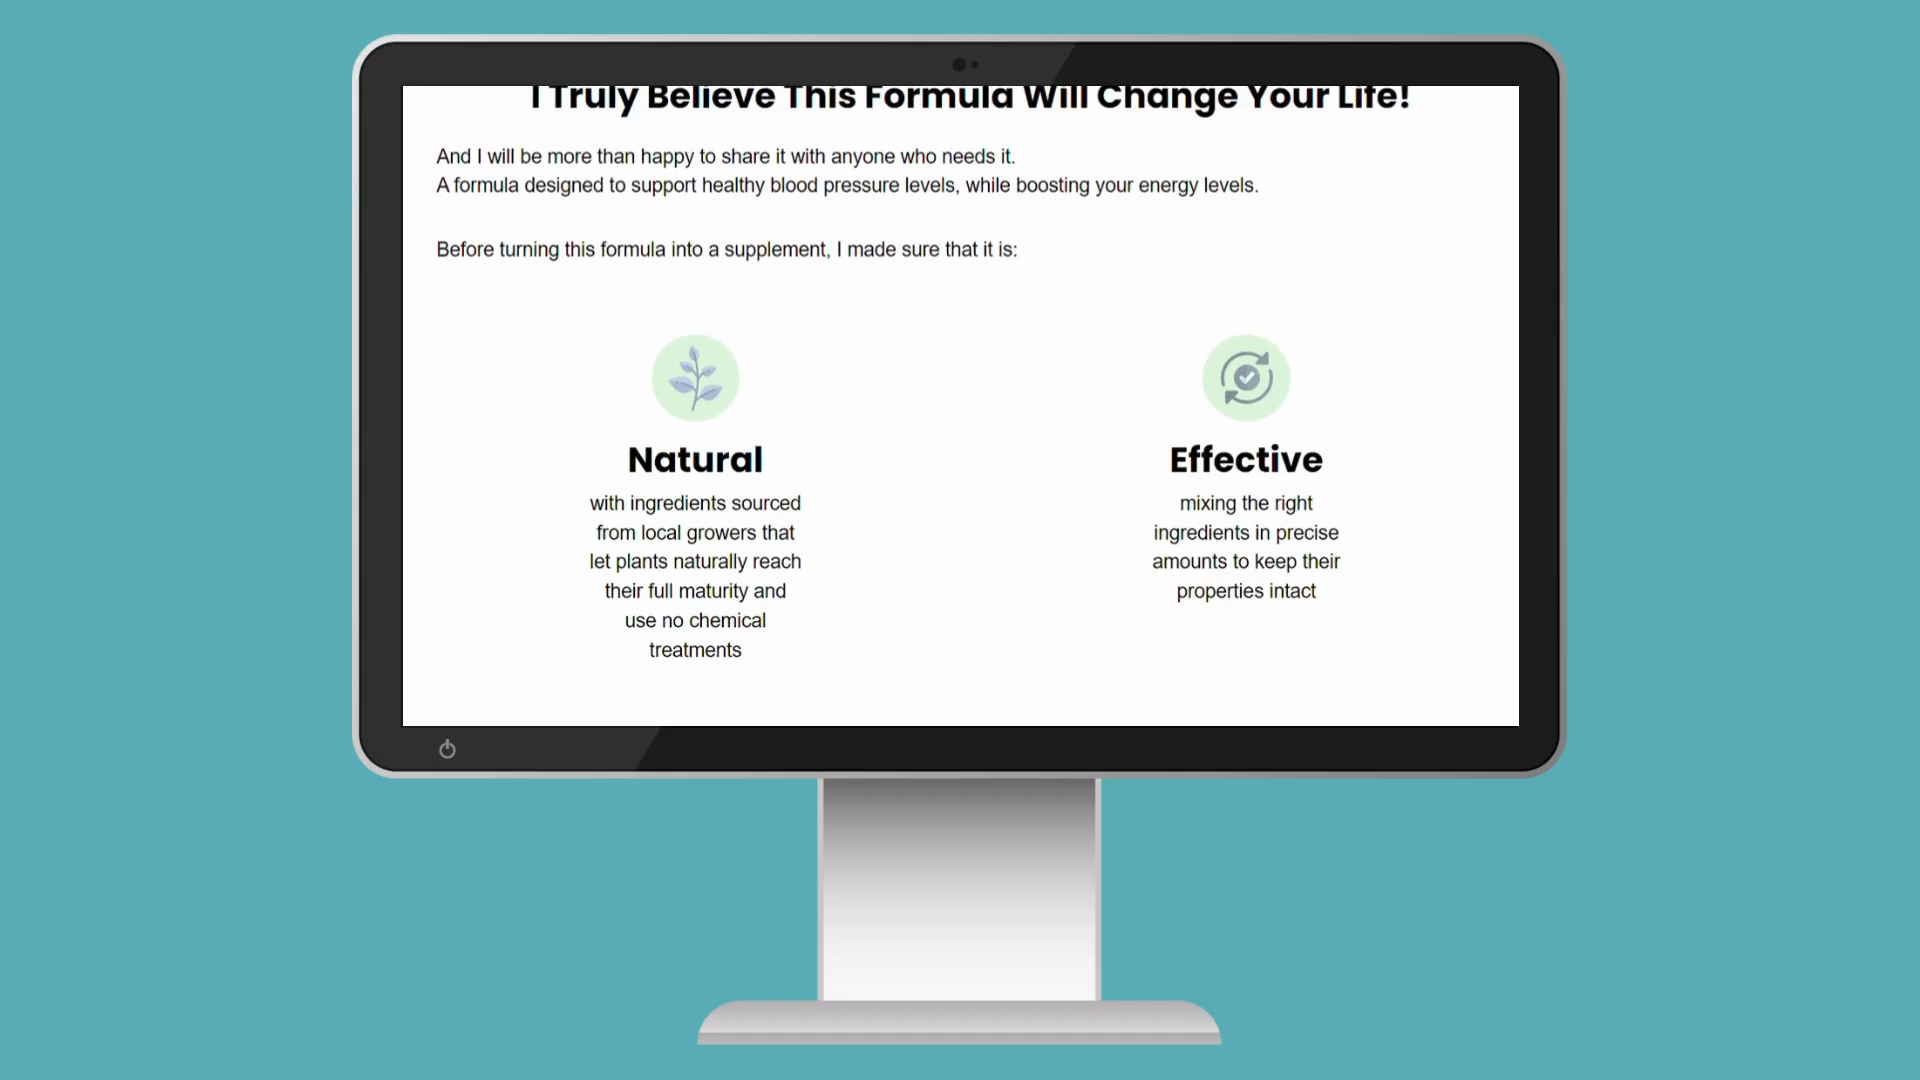 I Truly Believe This Formula Will Change Your Life!
And I will be more than happy to share it with anyone who needs it.
A formula designed to support healthy blood pressure levels, while boosting your energy levels.
Before turning this formula into a supplement, I made sure that it is:
Natural
with ingredients sourced
from local growers that
let plants naturally reach
their full maturity and
use no chemical
treatments
Effective
mixing the right
ingredients in precise
amounts to keep their
properties intact